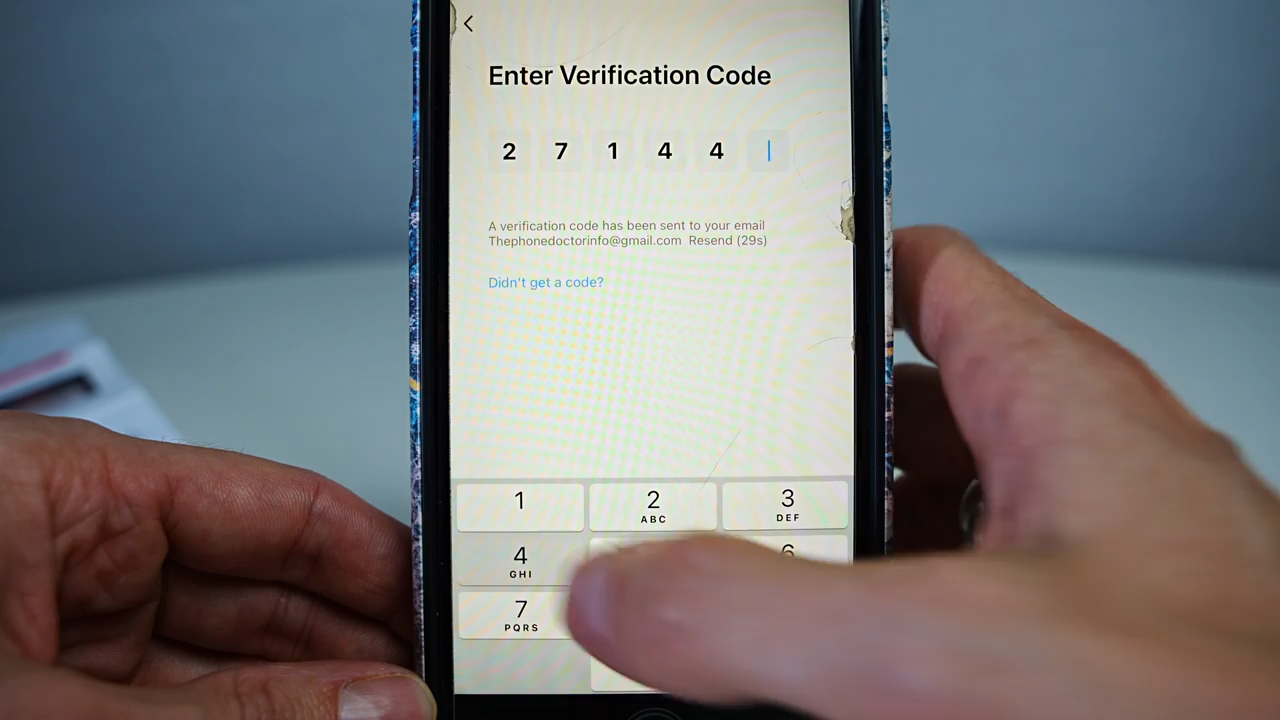 Enter Verification Code
2 7 1 4 4
A verification code has been sent to your email
Thephonedoctorinfo@gmail.com Resend (29s)
Didn't get a code?
1 2 3
ABC DEF
4 6
GHI
7
PQRS